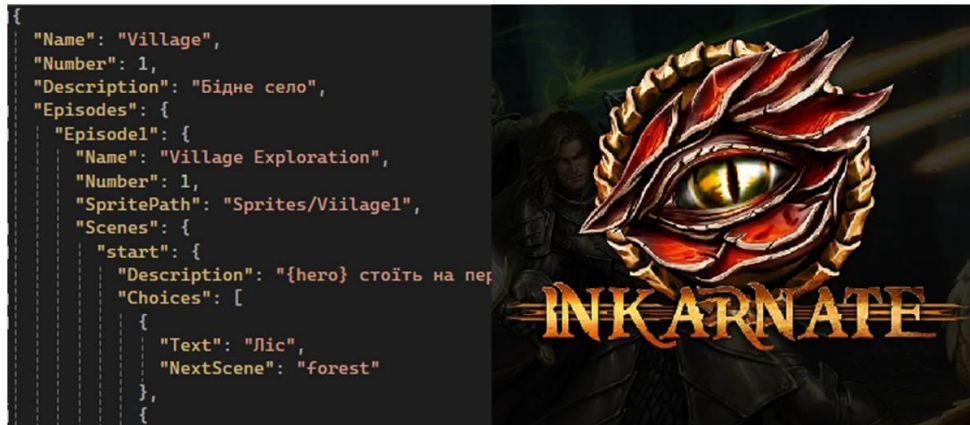 {
"Name": "Village",
"Number": 1,
"Description": "Бідне село",
"Episodes": {
"Episode1": {
"Name": "Village Exploration",
"Number": 1,
"SpritePath": "Sprites/Viilage1",
"Scenes": {
"start": {
"Description": "{hero} стоїть на пер
"Choices": [
{
"Text": "Ліс",
"NextScene": "forest"
},
{
INKARNATE